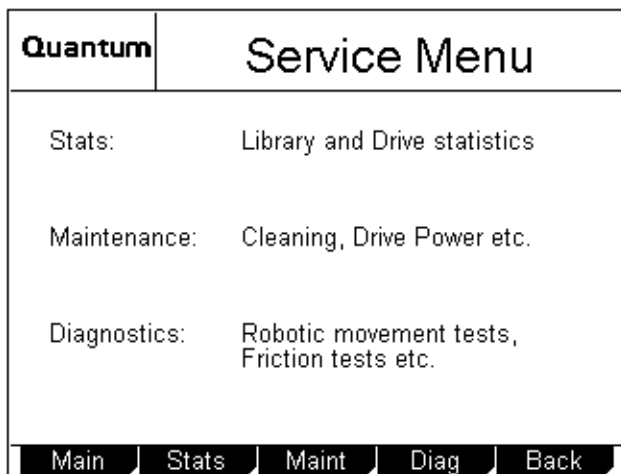 Quantum
Service Menu
Stats: Library and Drive statistics
Maintenance: Cleaning, Drive Power etc.
Diagnostics: Robotic movement tests,
Friction tests etc.
Main Stats Maint Diag Back